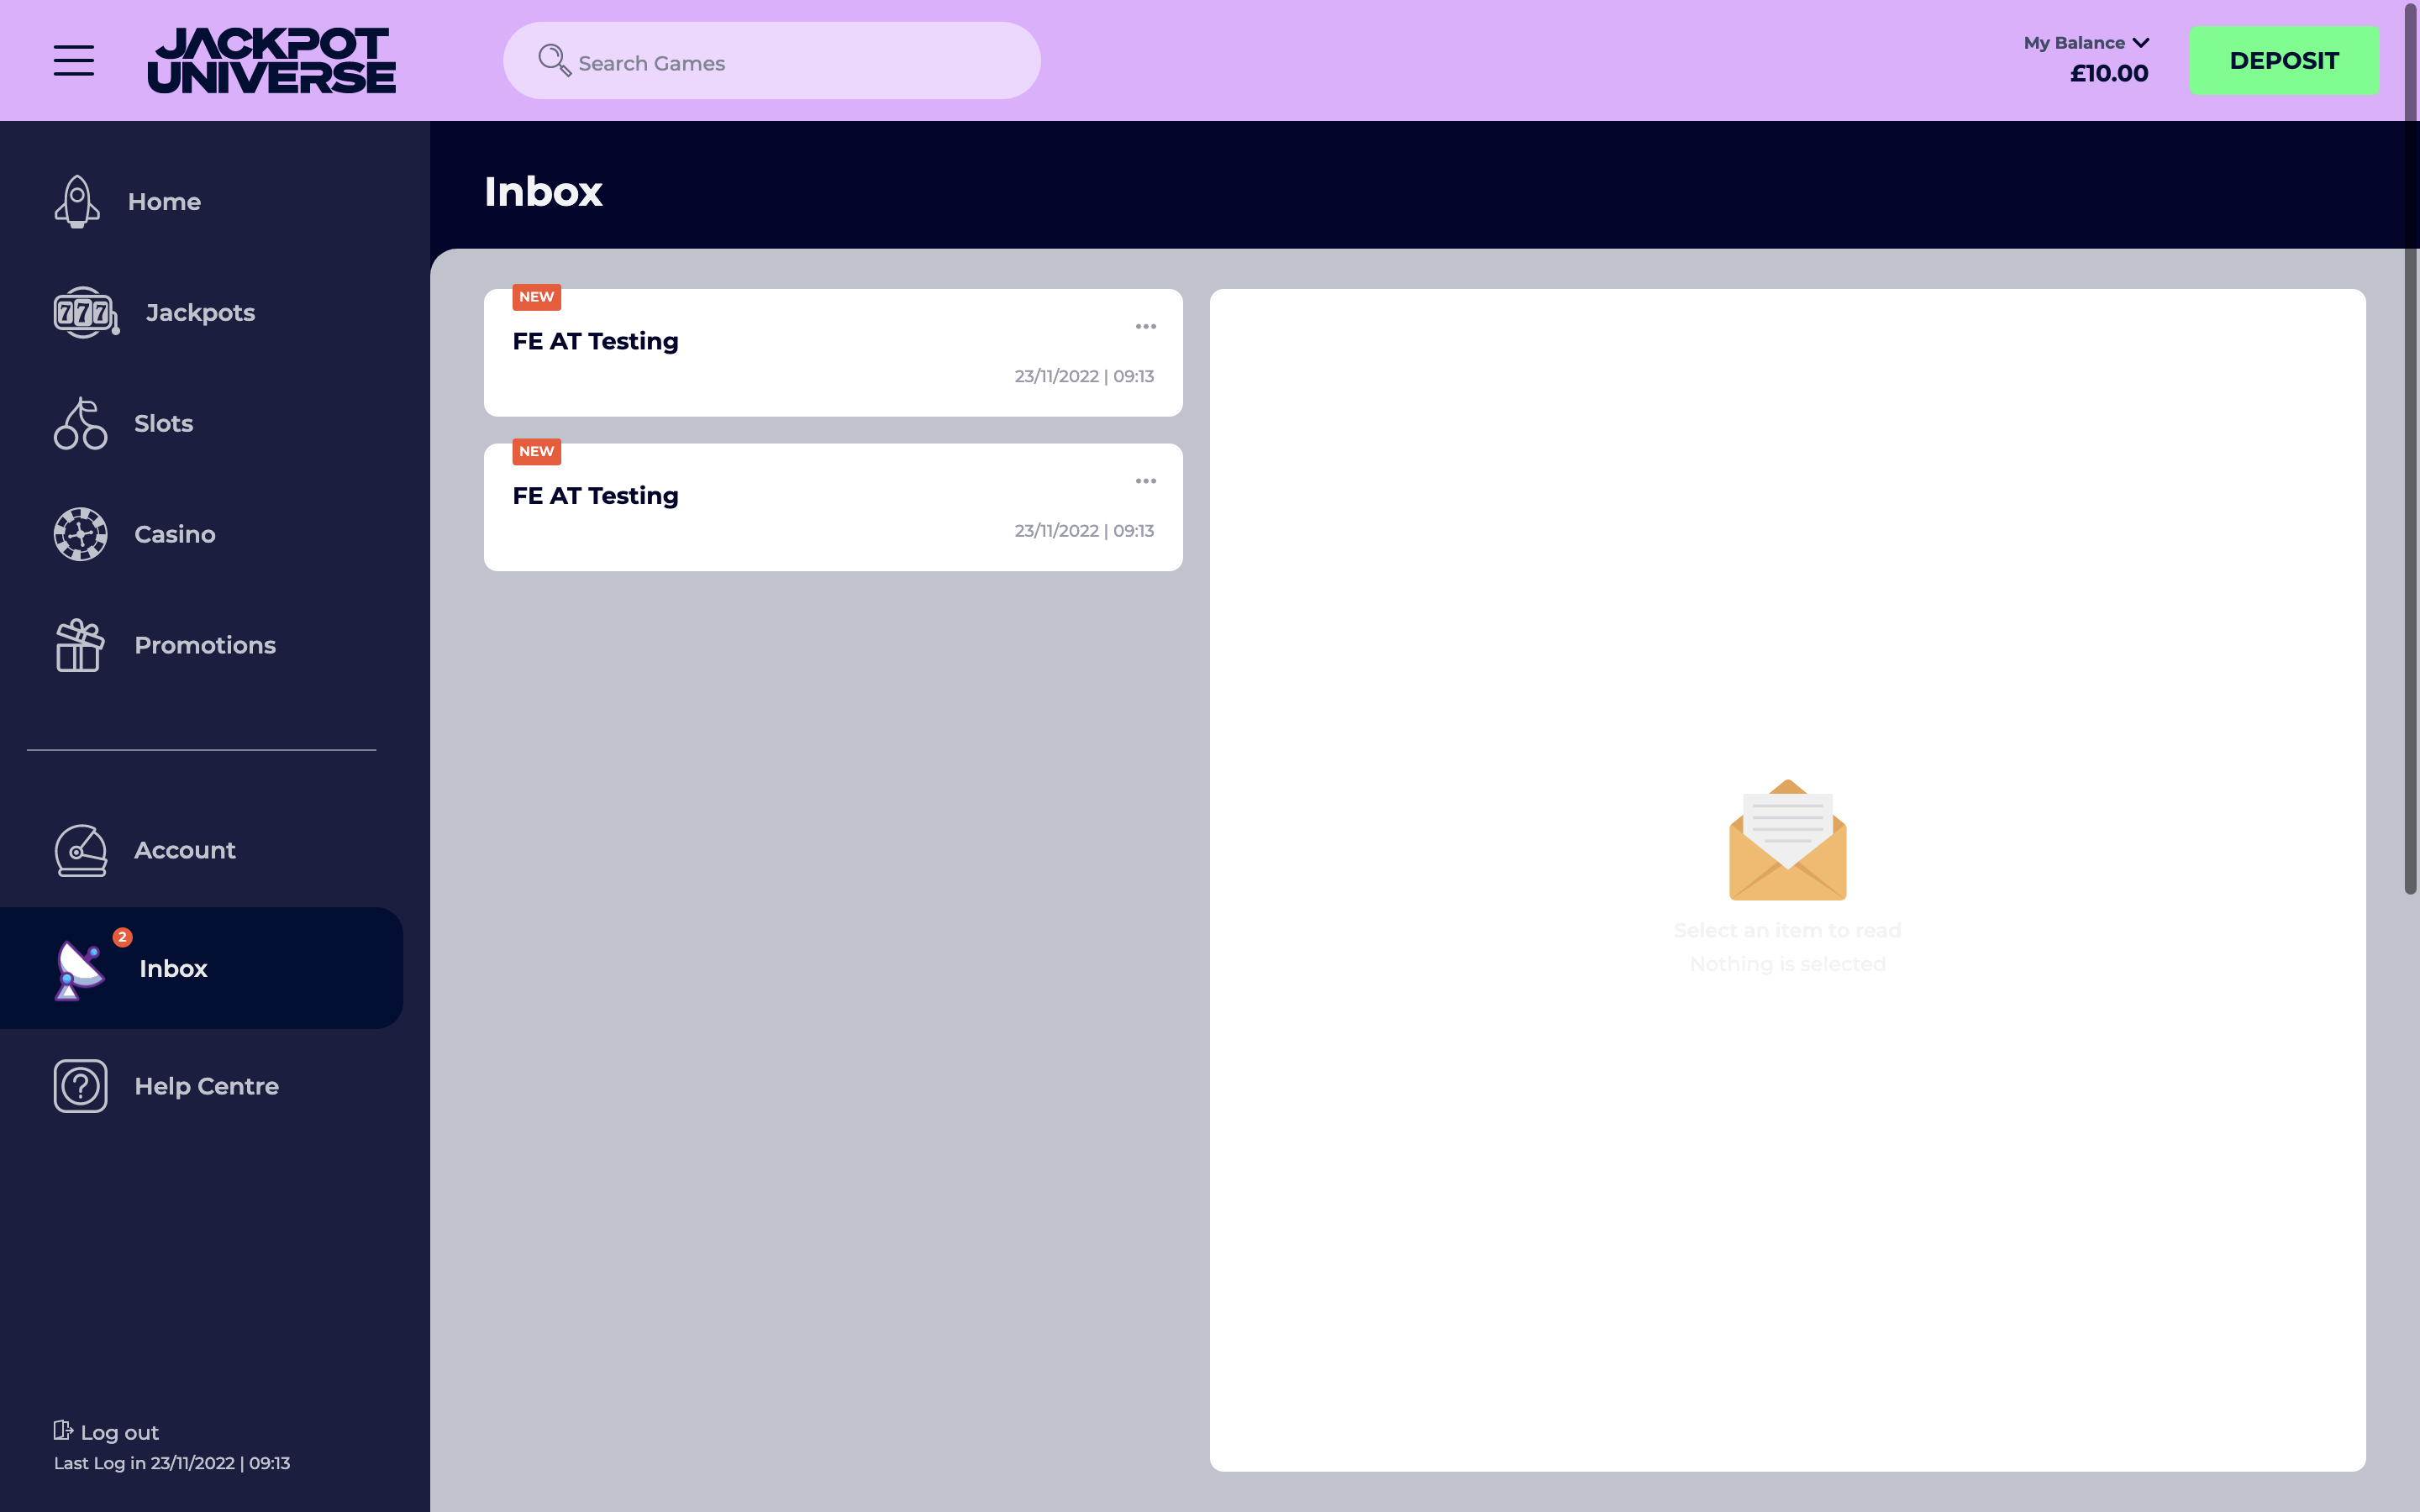 JACKPOT
UNIVERSE
Search Games
My Balance
£10.00
DEPOSIT
Home
Jackpots
777
Slots
Casino
Promotions
Account
2
Inbox
Help Centre
?
Log out
Last Log in 23/11/2022 | 09:13
Inbox
NEW
FE AT Testing
23/11/2022 | 09:13
NEW
FE AT Testing
23/11/2022 | 09:13
Select an item to read
Nothing is selected